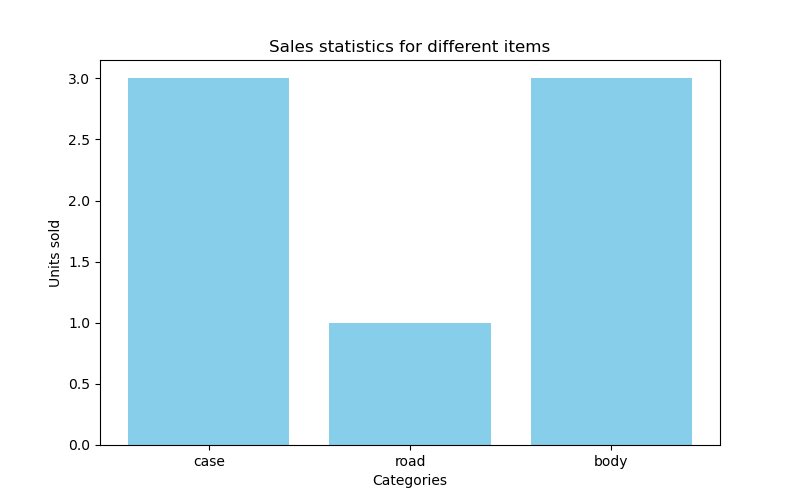 Sales statistics for different items
3.0
2.5
2.0
1.5
1.0
0.5
0.0
Units sold
case road body
Categories